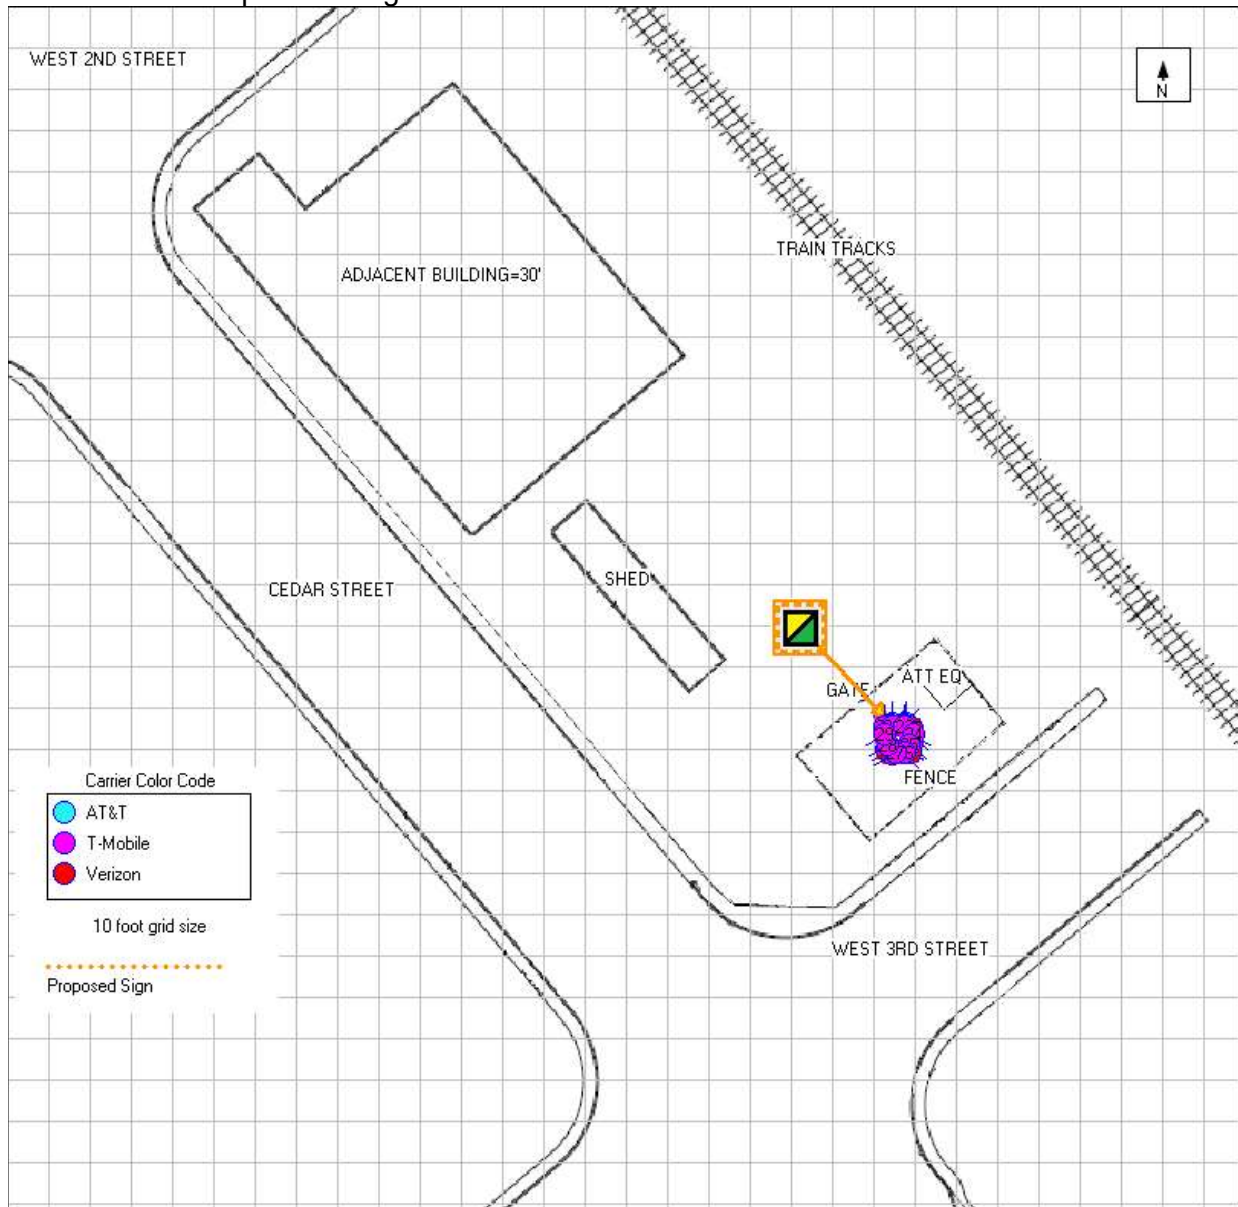 WEST 2ND STREET
N
TRAIN TRACKS
ADJACENT BUILDING=30'
SHED
CEDAR STREET
ATT EQ
GATE
FENCE
Carrier Color Code
AT&T
T-Mobile
Verizon
10 foot grid size
WEST 3RD STREET
Proposed Sign